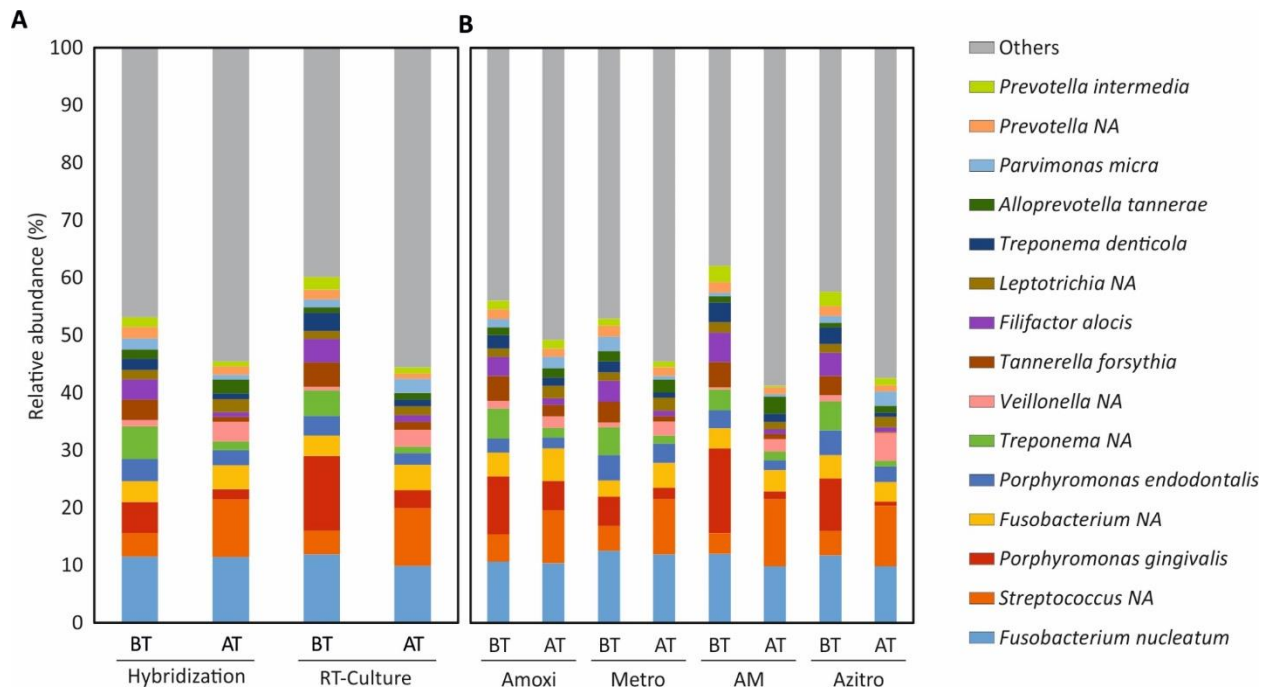 A
B
Relative abundance (%)
100
90
80
70
60
50
40
30
20
10
0
BT AT BT AT
Hybridization RT-Culture
BT AT BT AT BT AT BT AT
Amoxi Metro AM Azitro
Others
Prevotella intermedia
Prevotella NA
Parvimonas micra
Alloprevotella tannerae
Treponema denticola
Leptotrichia NA
Filifactor alocis
Tannerella forsythia
Veillonella NA
Treponema NA
Porphyromonas endodontalis
Fusobacterium NA
Porphyromonas gingivalis
Streptococcus NA
Fusobacterium nucleatum